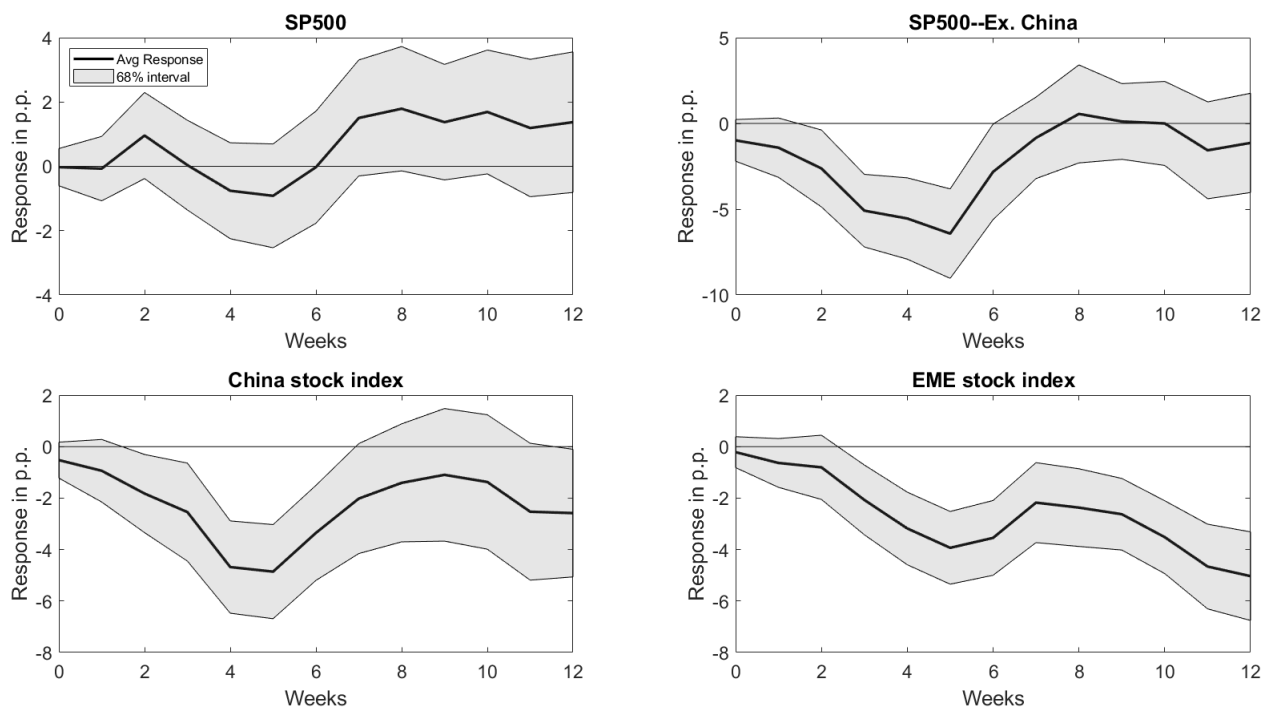 SP500
Avg Response
68% interval
Response in p.p.
4
2
0
-2
-4
0 2 4 6 8 10 12
Weeks
SP500--Ex. China
Response in p.p.
5
0
-5
-10
0 2 4 6 8 10 12
Weeks
China stock index
Response in p.p.
2
0
-2
-4
-6
-8
0 2 4 6 8 10 12
Weeks
EME stock index
Response in p.p.
2
0
-2
-4
-6
-8
0 2 4 6 8 10 12
Weeks